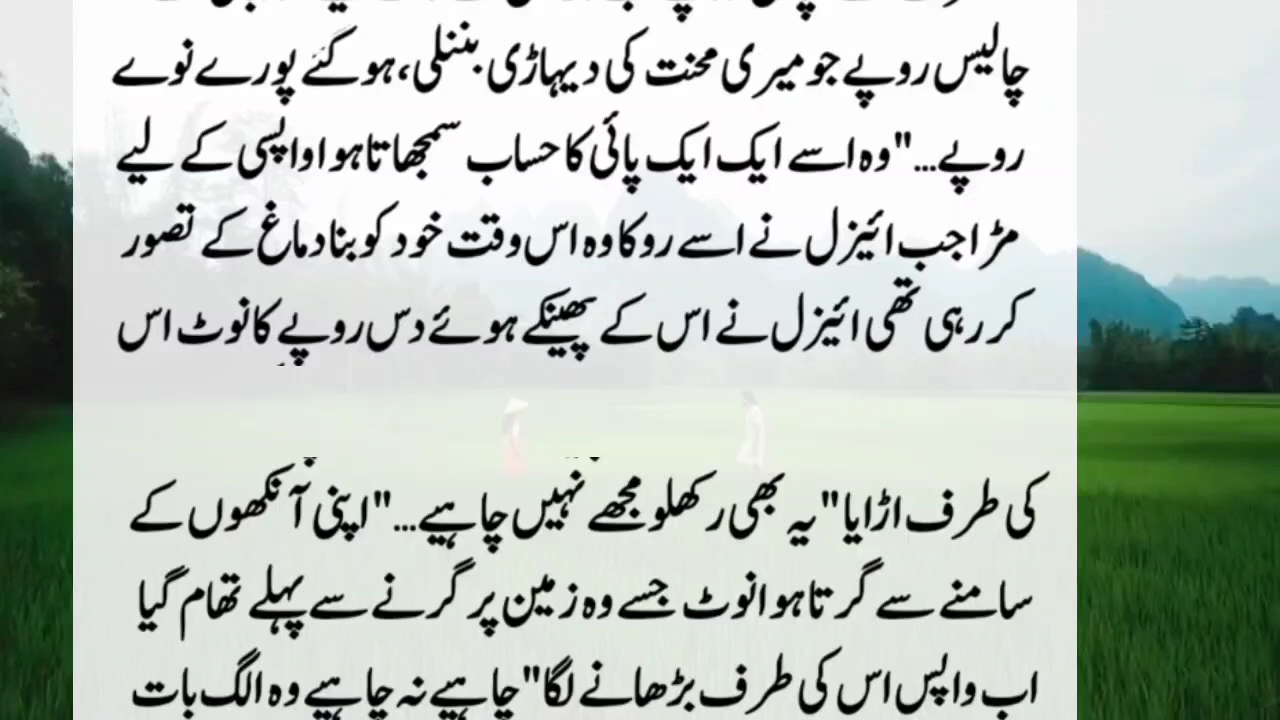 چالیس روپے جو میری محنت کی دیہاڑی بننلی، ہو گئے پورے نوے
روپے..." وہ اسے ایک ایک پائی کا حساب سمجھاتا ہوا واپسی کے لیے
مڑا جب ائیزل نے اسے روکا وہ اس وقت خود کو بنا دماغ کے تصور
کر رہی تھی ائیزل نے اس کے پھینکے ہوئے دس روپے کا نوٹ اس
کی طرف اڑایا "یہ بھی رکھلو مجھے نہیں چاہیے..." اپنی آنکھوں کے
سامنے سے گرتا ہوا نوٹ جسے وہ زمین پر گرنے سے پہلے تھام گیا
اب واپس اس کی طرف بڑھانے لگا "چاہیے نہ چاہیے وہ الگ بات